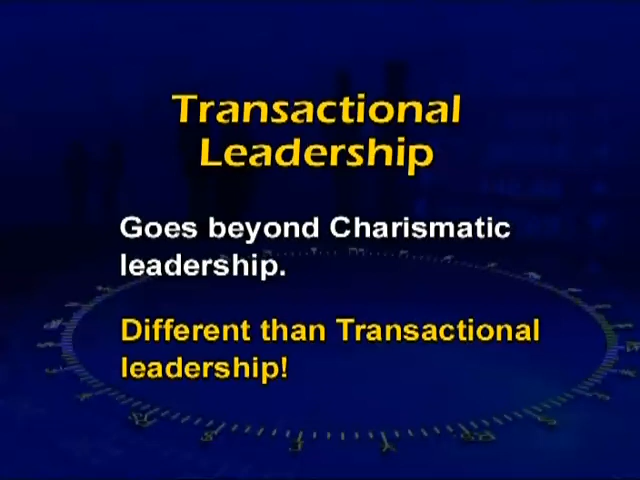 Transactional
Leadership
Goes beyond Charismatic
leadership.
Different than Transactional
leadership!